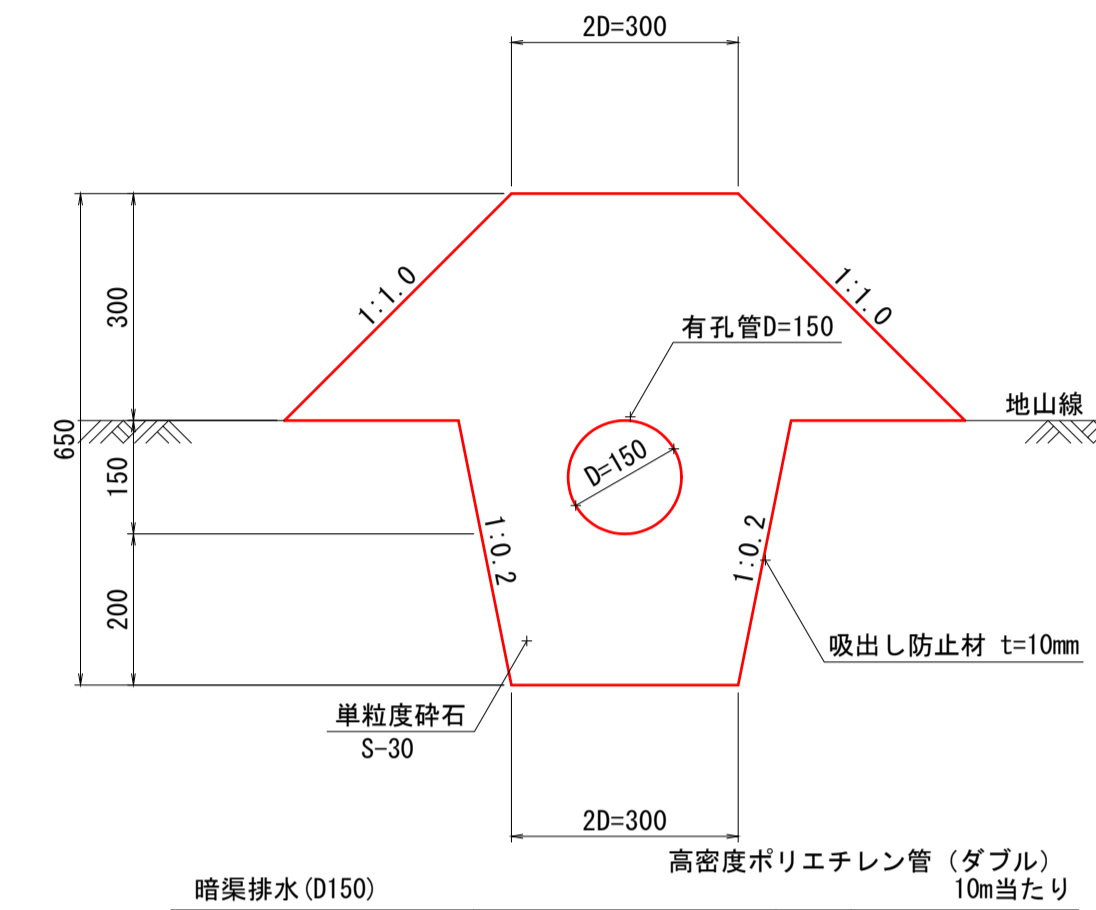 2D=300
1:1.0
1:1.0
300
有孔管D=150
地山線
650
150
D=150
1:0.2
1:0.2
200
吸出し防止材 t=10mm
単粒度砕石
S-30
2D=300
高密度ポリエチレン管（ダブル）
暗渠排水(D150)
10m当たり